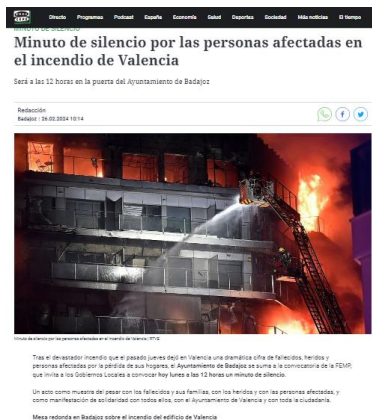 Directo Programas Podcast España Economía Salud Deportes Sociedad Más noticias El tiempo
MINUTO DE SILENCIO
Minuto de silencio por las personas afectadas en
el incendio de Valencia
Será a las 12 horas en la puerta del Ayuntamiento de Badajoz
Redacción
Badajoz | 26.02.2024 10:14
Minuto de silencio por las personas afectadas en el incendio de Valencia | RTVE
Tras el devastador incendio que el pasado jueves dejó en Valencia una dramática cifra de fallecidos, heridos y
personas afectadas por la pérdida de sus hogares, el Ayuntamiento de Badajoz se suma a la convocatoria de la FEMP,
que invita a los Gobiernos Locales a convocar hoy lunes a las 12 horas un minuto de silencio.
Un acto como muestra del pesar con los fallecidos y sus familias, con los heridos y con las personas afectadas, y
como manifestación de solidaridad con todos ellos, con el Ayuntamiento de Valencia y con toda la ciudadanía.
Mesa redonda en Badajoz sobre el incendio del edificio de Valencia